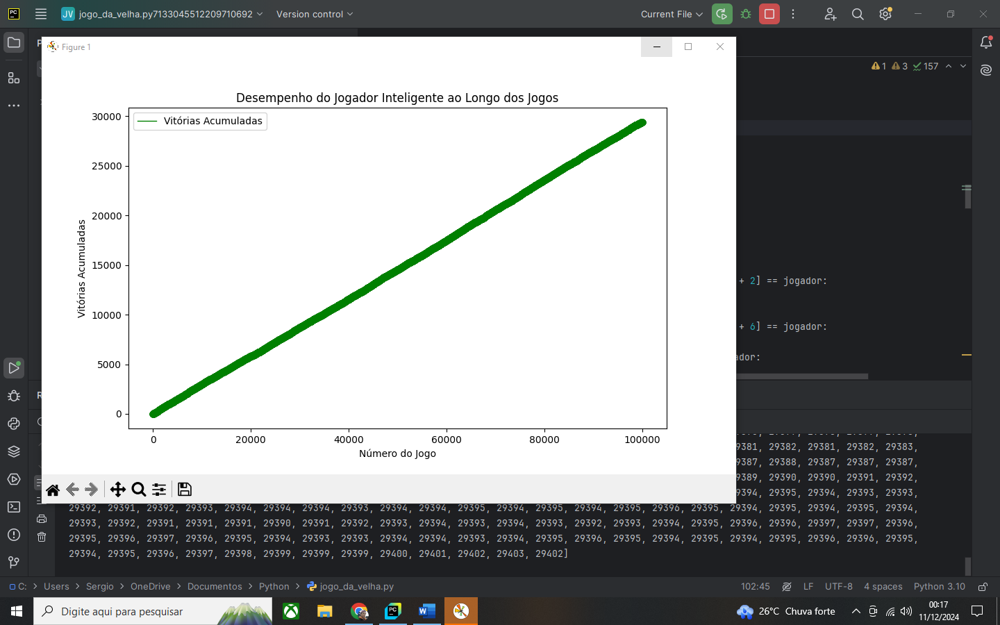 PC
JV jogo_da_velha.py7133045512209710692
Version control
Current File
Figure 1
1 3 157
Desempenho do Jogador Inteligente ao Longo dos Jogos
Vitórias Acumuladas
30000
25000
20000
15000
10000
5000
0
Vitórias Acumuladas
0 20000 40000 60000 80000 100000
Número do Jogo
+ 2] == jogador:
+ 6] == jogador:
ador:
9381, 29382, 29381, 29382, 29383,
9387, 29388, 29387, 29387, 29387,
9389, 29390, 29390, 29391, 29392,
9394, 29395, 29394, 29393, 29393,
29392, 29391, 29392, 29393, 29394, 29394, 29394, 29393, 29394, 29394, 29395, 29394, 29395, 29394, 29395, 29396, 29395, 29394, 29395, 29394, 29395, 29394,
29393, 29392, 29391, 29391, 29391, 29390, 29391, 29392, 29393, 29394, 29393, 29394, 29393, 29392, 29393, 29394, 29395, 29396, 29396, 29397, 29397, 29396,
29395, 29396, 29397, 29396, 29395, 29394, 29393, 29393, 29394, 29394, 29393, 29394, 29395, 29396, 29395, 29394, 29395, 29394, 29395, 29396, 29396, 29395,
29394, 29395, 29396, 29397, 29398, 29399, 29399, 29399, 29400, 29401, 29402, 29403, 29402]
C: > Users > Sergio > OneDrive > Documentos > Python > jogo_da_velha.py
102:45 LF UTF-8 4 spaces Python 3.10
Digite aqui para pesquisar
26°C Chuva forte
00:17
11/12/2024